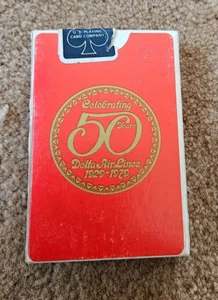 U.S. PLAYING
CARD COMPANY
Celebrating
50
Years
Delta Air Lines
1929-1979